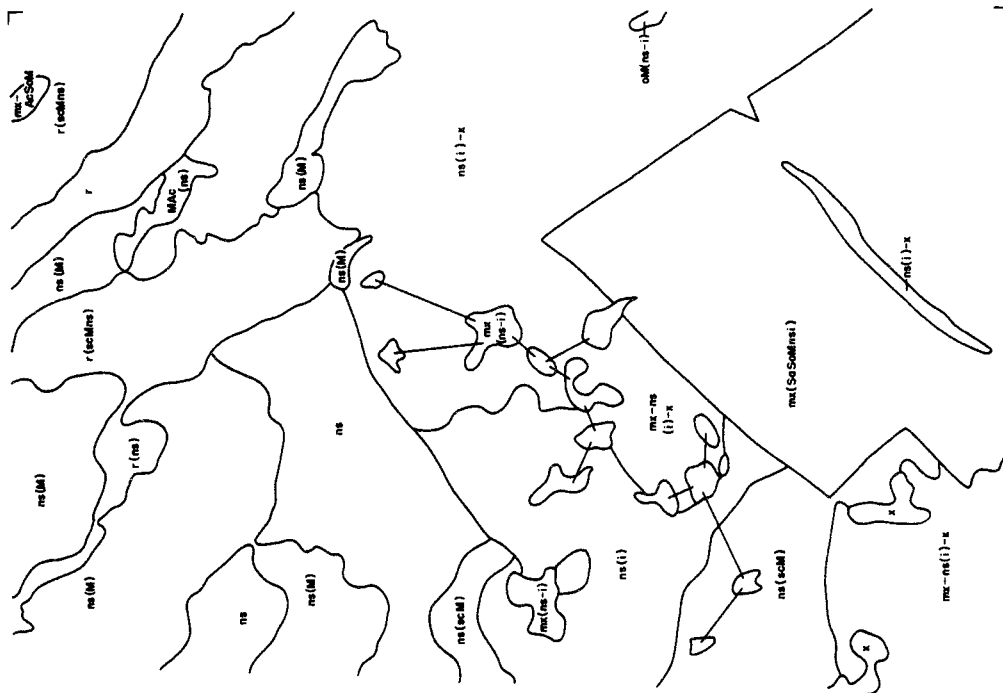 mx-
AcSoM
ns(M)
ns(M)
r(scMns)
ns(M)
r(scMns)
r
r(ns)
MAc
(ns)
ns
ns(M)
ns(M)
ns
ns(M)
ns(scM)
ns(i)-x
mx
(ns-i)
mx(ns-i)
ns(i)
oM(ns-i)
mx-ns
(i)-x
ns(scM)
mx(SaSoMnsi)
x
x
ns(i)-x
mx-ns(i)-x